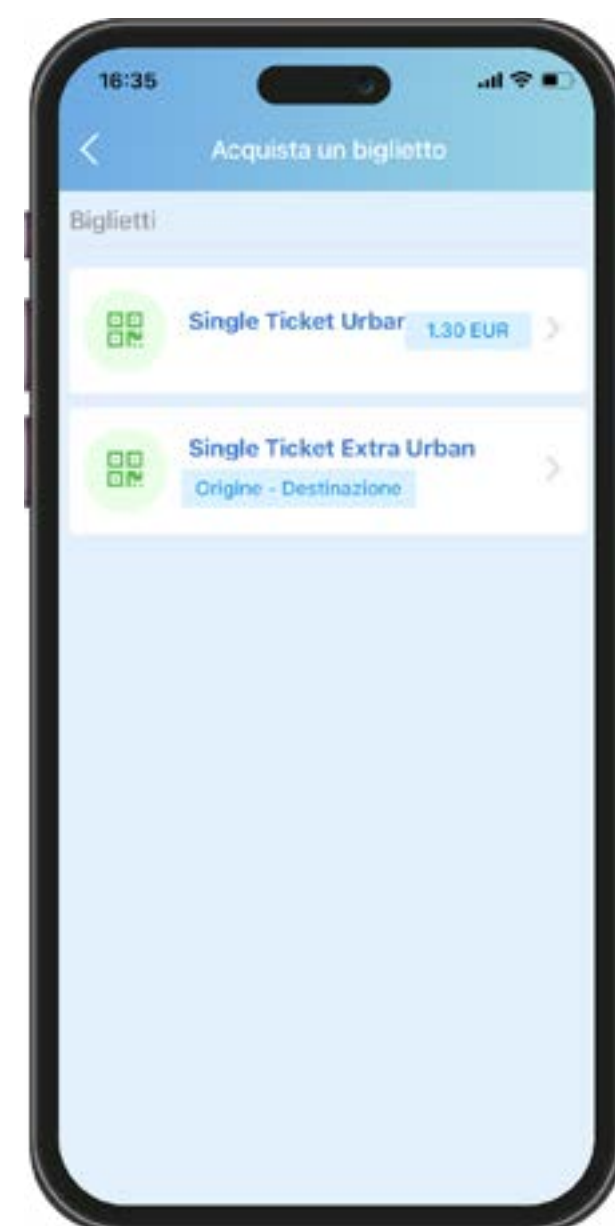 16:35
Acquista un biglietto
Biglietti
Single Ticket Urbar
1.30 EUR
Single Ticket Extra Urban
Origine - Destinazione